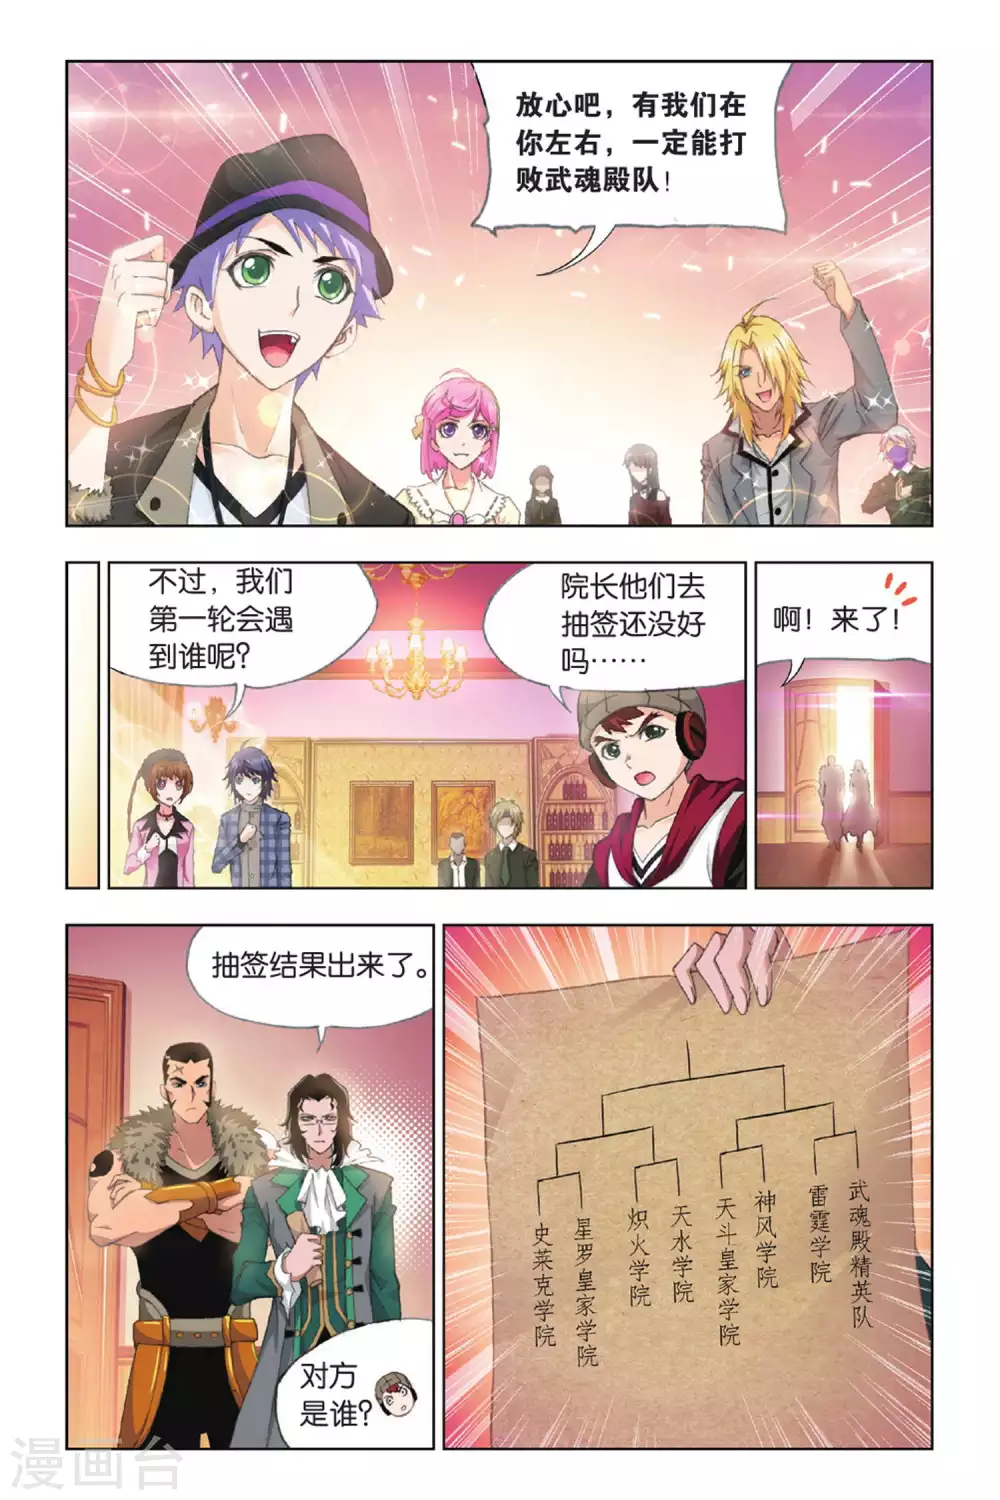 放心吧，有我们在
你左右，一定能打
败武魂殿队！
不过，我们
第一轮会遇
到谁呢？
院长他们去
抽签还没好
吗……
啊！来了！
抽签结果出来了。
对方
是谁？
史莱克学院
星罗皇家学院
炽火学院
天水学院
天斗皇家学院
神风学院
雷霆学院
武魂殿精英队
漫画台